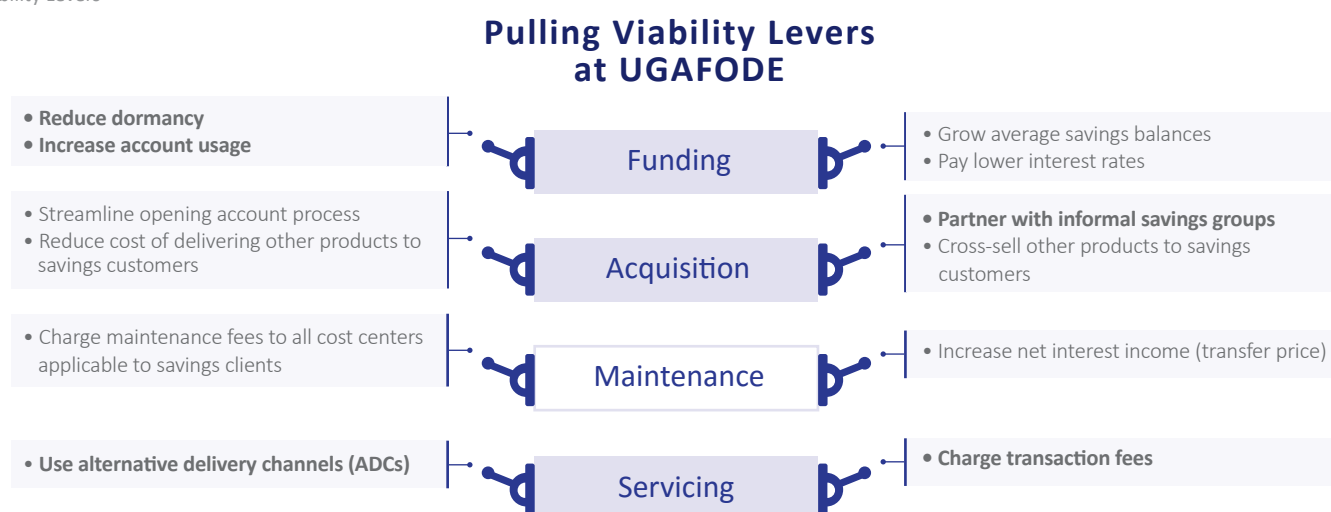 Pulling Viability Levers
at UGAFODE
• Reduce dormancy
• Increase account usage
Funding
• Grow average savings balances
• Pay lower interest rates
• Streamline opening account process
• Reduce cost of delivering other products to
savings customers
Acquisition
• Partner with informal savings groups
• Cross-sell other products to savings
customers
• Charge maintenance fees to all cost centers
applicable to savings clients
Maintenance
• Increase net interest income (transfer price)
• Use alternative delivery channels (ADCs)
Servicing
• Charge transaction fees